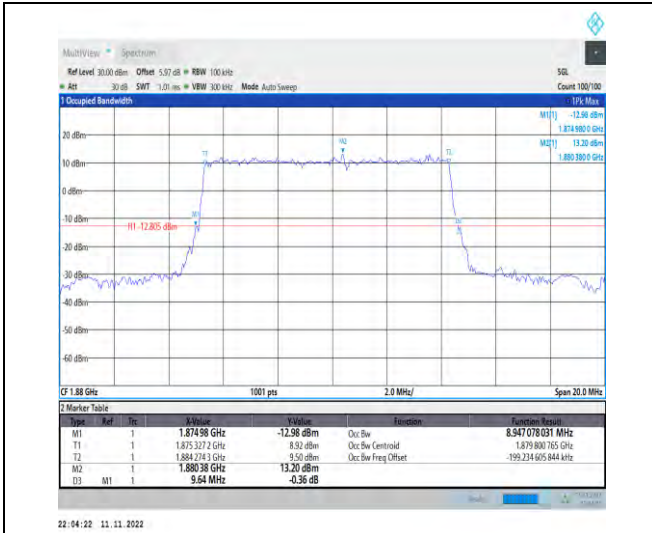 MultiView Spectrum
Ref Level 30.00 dBm Offset 5.97 dB RBW 100 kHz SGL
Att 30 dB SWT 1.01 ms VBW 300 kHz Mode Auto Sweep Count 100/100
1 Occupied Bandwidth 1Pk Max
M1[1] -12.98 dBm
1.874 980 0 GHz
M2[1] 13.20 dBm
1.880 380 0 GHz
20 dBm
M2
T1 T2
10 dBm
0 dBm
-10 dBm
M1
H1 -12.805 dBm
-20 dBm
-30 dBm
-40 dBm
-50 dBm
-60 dBm
CF 1.88 GHz 1001 pts 2.0 MHz/ Span 20.0 MHz
2 Marker Table
Type Ref Trc X-Value Y-Value Function Function Result
M1 1 1.87498 GHz -12.98 dBm Occ Bw 8.947 078 031 MHz
T1 1 1.875 327 2 GHz 8.92 dBm Occ Bw Centroid 1.879 800 765 GHz
T2 1 1.884 274 3 GHz 9.50 dBm Occ Bw Freq Offset -199.234 605 844 kHz
M2 1 1.88038 GHz 13.20 dBm
D3 M1 1 9.64 MHz -0.36 dB
22:04:22 11.11.2022